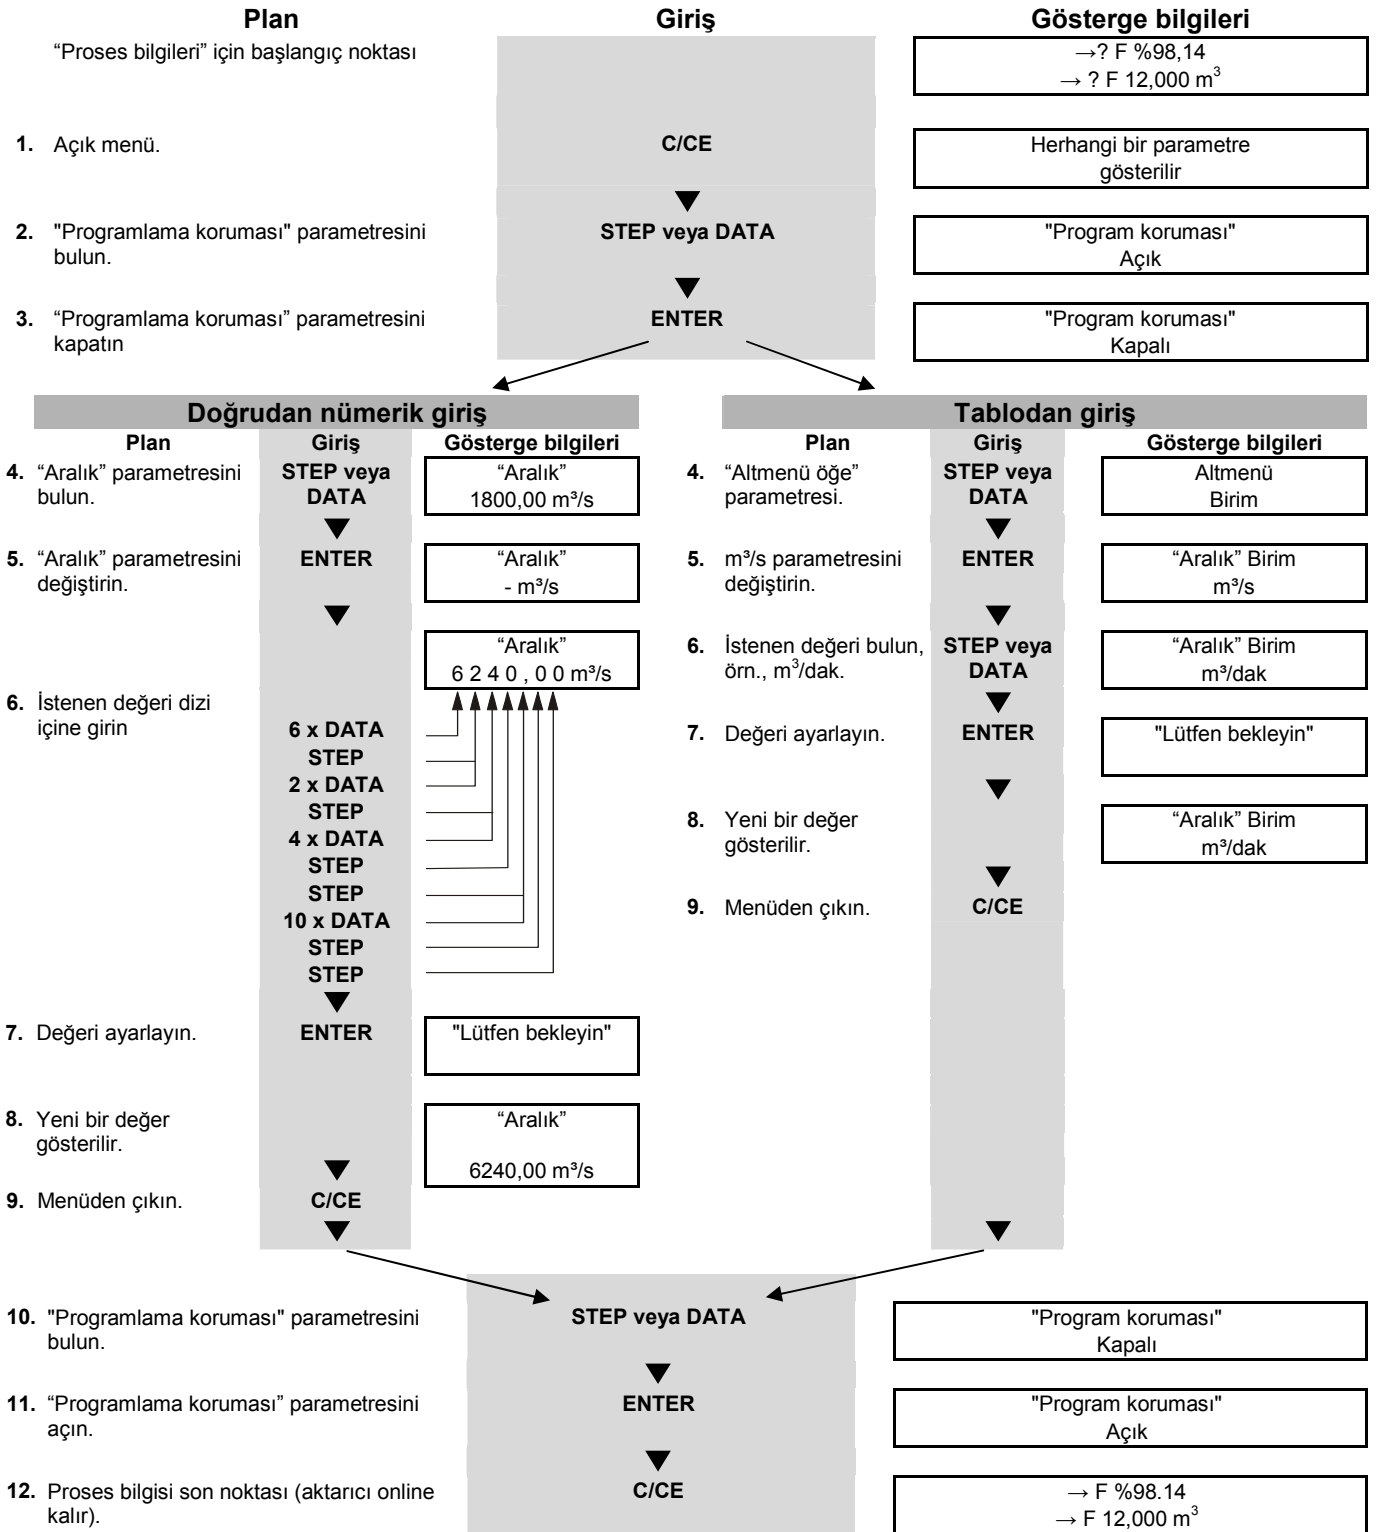 Plan Giriş Gösterge bilgileri
“Proses bilgileri” için başlangıç noktası
→? F %98,14
→ ? F 12,000 m³
1. Açık menü.
C/CE
Herhangi bir parametre
gösterilir
2. "Programlama koruması" parametresini
bulun.
STEP veya DATA
"Program koruması"
Açık
3. “Programlama koruması” parametresini
kapatın
ENTER
"Program koruması"
Kapalı
Doğrudan nümerik giriş
Plan Giriş Gösterge bilgileri
4. “Aralık” parametresini
bulun.
STEP veya
DATA
“Aralık”
1800,00 m³/s
5. “Aralık” parametresini
değiştirin.
ENTER
“Aralık”
- m³/s
“Aralık”
6 2 4 0 , 0 0 m³/s
6. İstenen değeri dizi
içine girin
6 x DATA
STEP
2 x DATA
STEP
4 x DATA
STEP
STEP
10 x DATA
STEP
STEP
7. Değeri ayarlayın.
ENTER
"Lütfen bekleyin"
8. Yeni bir değer
gösterilir.
“Aralık”
6240,00 m³/s
9. Menüden çıkın.
C/CE
Tablodan giriş
Plan Giriş Gösterge bilgileri
4. “Altmenü öğe”
parametresi.
STEP veya
DATA
Altmenü
Birim
5. m³/s parametresini
değiştirin.
ENTER
“Aralık” Birim
m³/s
6. İstenen değeri bulun,
örn., m³/dak.
STEP veya
DATA
“Aralık” Birim
m³/dak
7. Değeri ayarlayın.
ENTER
"Lütfen bekleyin"
8. Yeni bir değer
gösterilir.
“Aralık” Birim
m³/dak
9. Menüden çıkın.
C/CE
10. "Programlama koruması" parametresini
bulun.
STEP veya DATA
"Program koruması"
Kapalı
11. “Programlama koruması” parametresini
açın.
ENTER
"Program koruması"
Açık
12. Proses bilgisi son noktası (aktarıcı online
kalır).
C/CE
→ F %98.14
→ F 12,000 m³